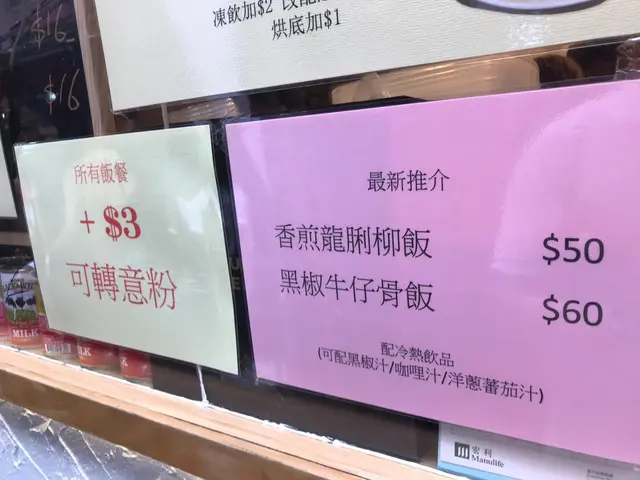 $16
$16
凍飲加$2
烘底加$1
所有飯餐
+ $3
可轉意粉
最新推介
香煎龍脷柳飯 $50
黑椒牛仔骨飯 $60
配冷熱飲品
(可配黑椒汁/咖哩汁/洋蔥蕃茄汁)
MILK
宏利
Manulife